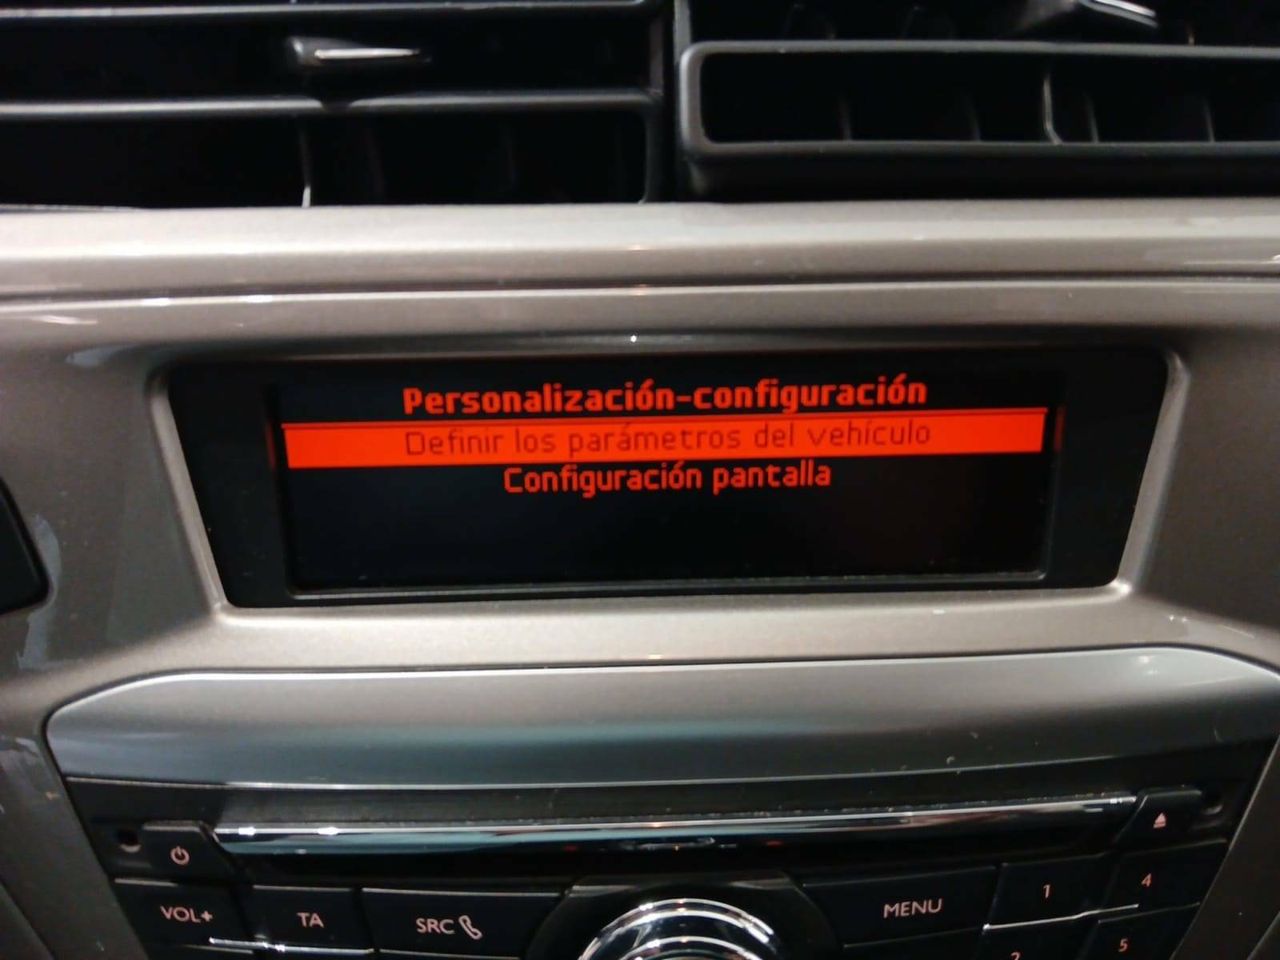 Personalización-configuración
Definir los parámetros del vehículo
Configuración pantalla
VOL+
TA
SRC
MENU
1
4
2
5